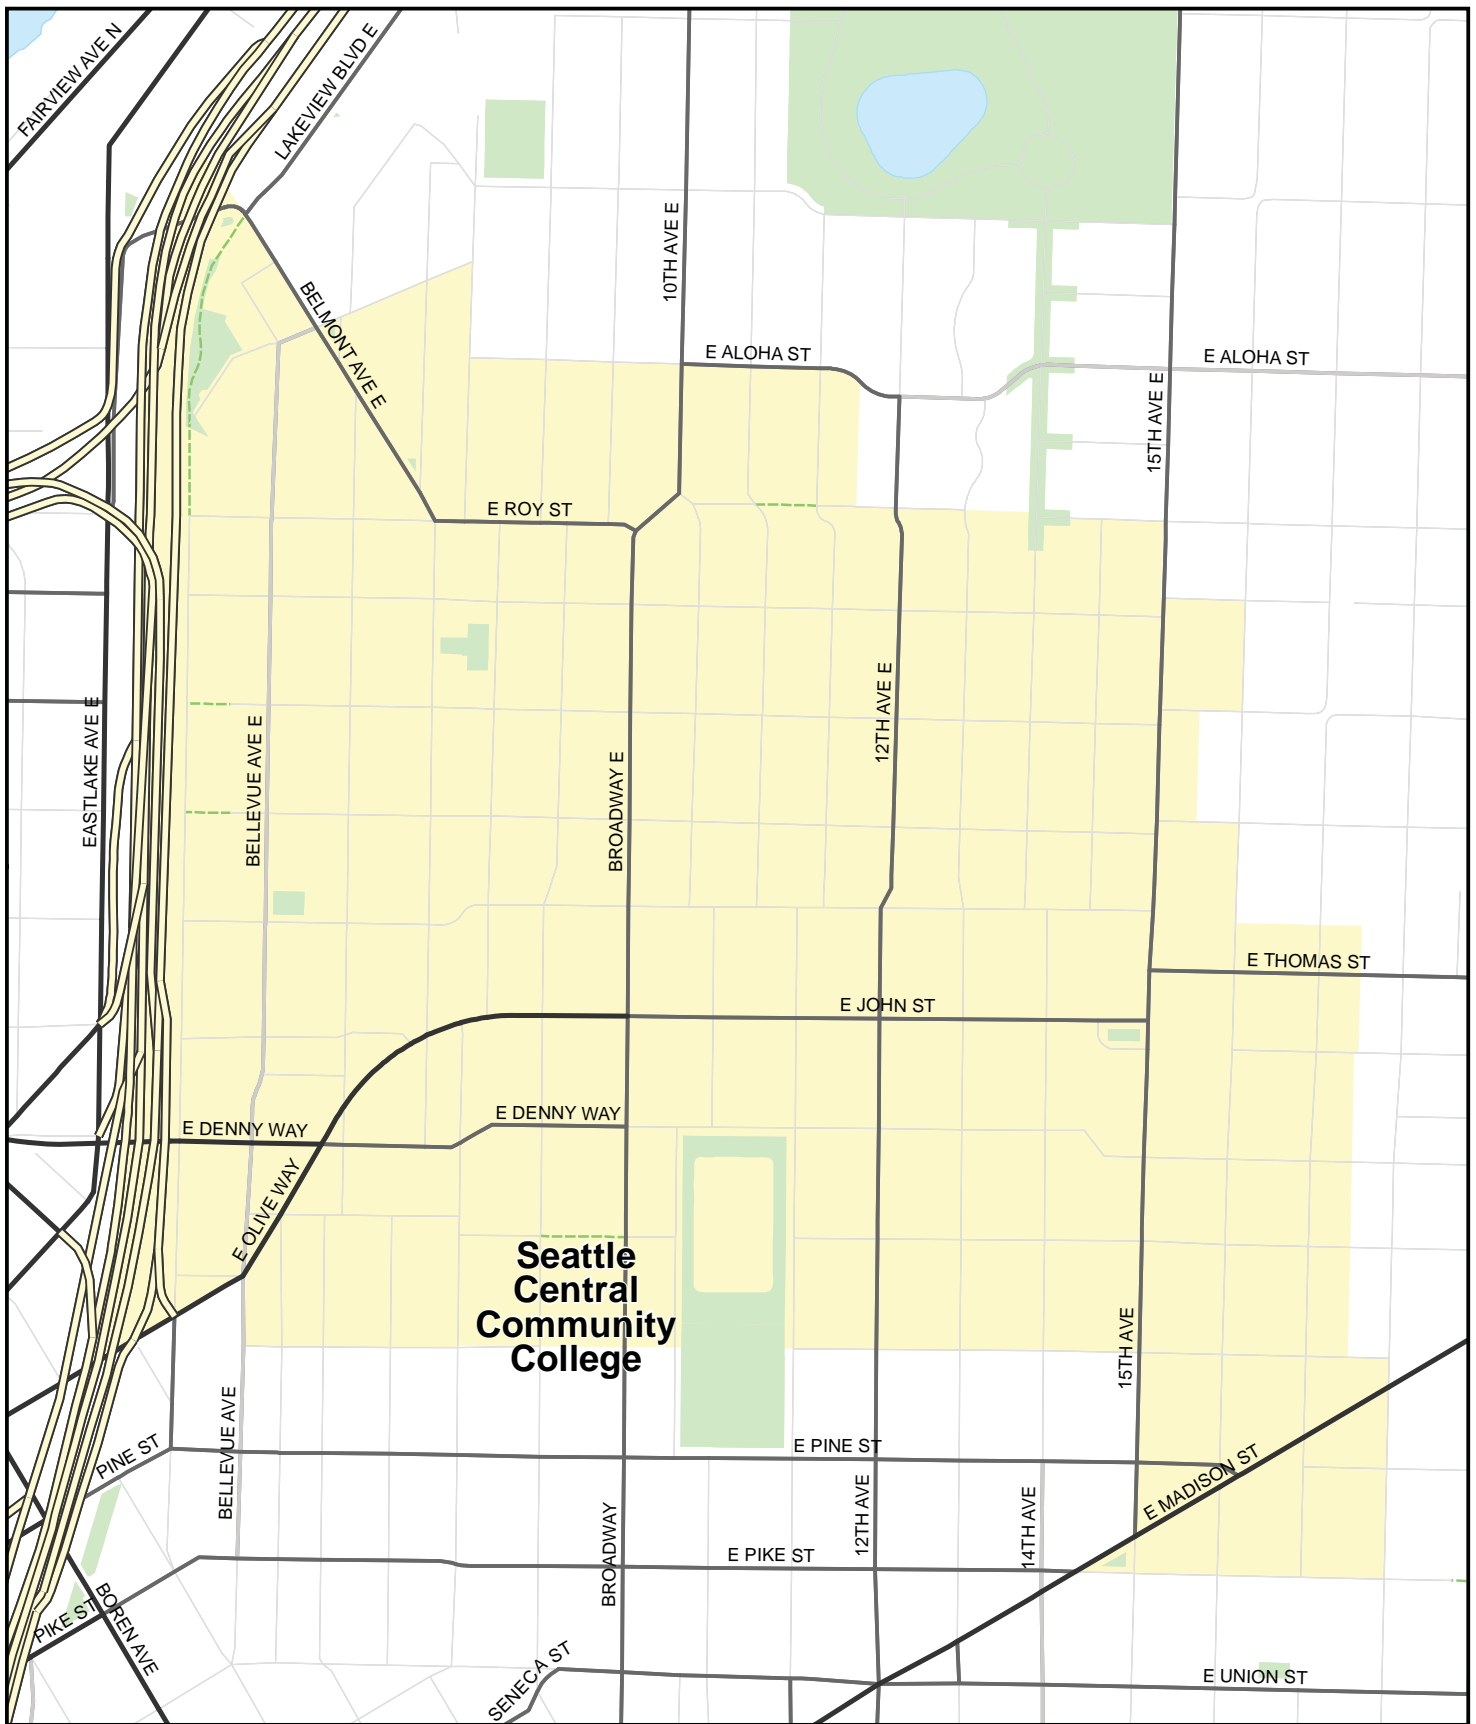 FAIRVIEW AVE N
LAKEVIEW BLVD E
10TH AVE E
BELMONT AVE E
E ALOHA ST
E ALOHA ST
15TH AVE E
E ROY ST
EASTLAKE AVE E
BELLEVUE AVE E
BROADWAY E
12TH AVE E
E THOMAS ST
E JOHN ST
E DENNY WAY
E DENNY WAY
E OLIVE WAY
Seattle
Central
Community
College
15TH AVE
BELLEVUE AVE
PINE ST
E PINE ST
E MADISON ST
BROADWAY
12TH AVE
14TH AVE
E PIKE ST
PIKE ST
BOREN AVE
SENECA ST
E UNION ST